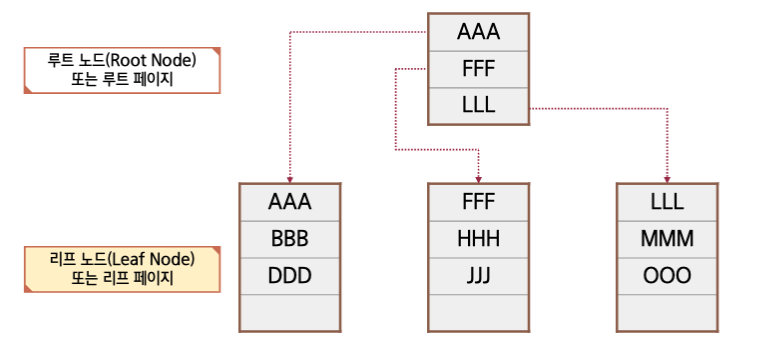 AAA
FFF
LLL
루트 노드(Root Node)
또는 루트 페이지
AAA
BBB
DDD
FFF
HHH
JJJ
LLL
MMM
OOO
리프 노드(Leaf Node)
또는 리프 페이지